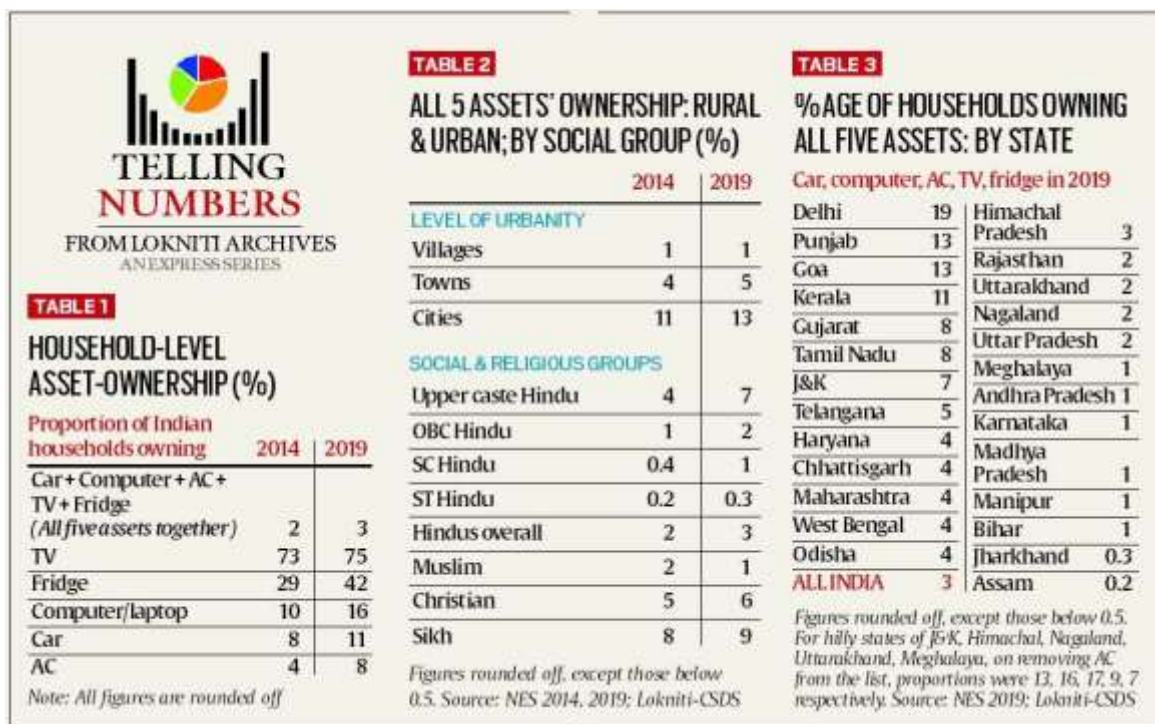 TELLING
NUMBERS
FROM LOKNITI ARCHIVES
AN EXPRESS SERIES
TABLE 1
HOUSEHOLD-LEVEL
ASSET-OWNERSHIP (%)
Proportion of Indian
households owning 2014 2019
Car + Computer + AC +
TV + Fridge
(All five assets together) 2 3
TV 73 75
Fridge 29 42
Computer/laptop 10 16
Car 8 11
AC 4 8
Note: All figures are rounded off
TABLE 2
ALL 5 ASSETS' OWNERSHIP: RURAL
& URBAN; BY SOCIAL GROUP (%)
2014 2019
LEVEL OF URBANITY
Villages 1 1
Towns 4 5
Cities 11 13
SOCIAL & RELIGIOUS GROUPS
Upper caste Hindu 4 7
OBC Hindu 1 2
SC Hindu 0.4 1
ST Hindu 0.2 0.3
Hindus overall 2 3
Muslim 2 1
Christian 5 6
Sikh 8 9
Figures rounded off, except those below
0.5. Source: NES 2014, 2019; Lokniti-CSDS
TABLE 3
%AGE OF HOUSEHOLDS OWNING
ALL FIVE ASSETS: BY STATE
Car, computer, AC, TV, fridge in 2019
Delhi 19
Punjab 13
Goa 13
Kerala 11
Gujarat 8
Tamil Nadu 8
J&K 7
Telangana 5
Haryana 4
Chhattisgarh 4
Maharashtra 4
West Bengal 4
Odisha 4
ALL INDIA 3
Himachal
Pradesh 3
Rajasthan 2
Uttarakhand 2
Nagaland 2
Uttar Pradesh 2
Meghalaya 1
Andhra Pradesh 1
Karnataka 1
Madhya
Pradesh 1
Manipur 1
Bihar 1
Jharkhand 0.3
Assam 0.2
Figures rounded off, except those below 0.5.
For hilly states of J&K, Himachal, Nagaland,
Uttarakhand, Meghalaya, on removing AC
from the list, proportions were 13, 16, 17, 9, 7
respectively. Source: NES 2019; Lokniti-CSDS